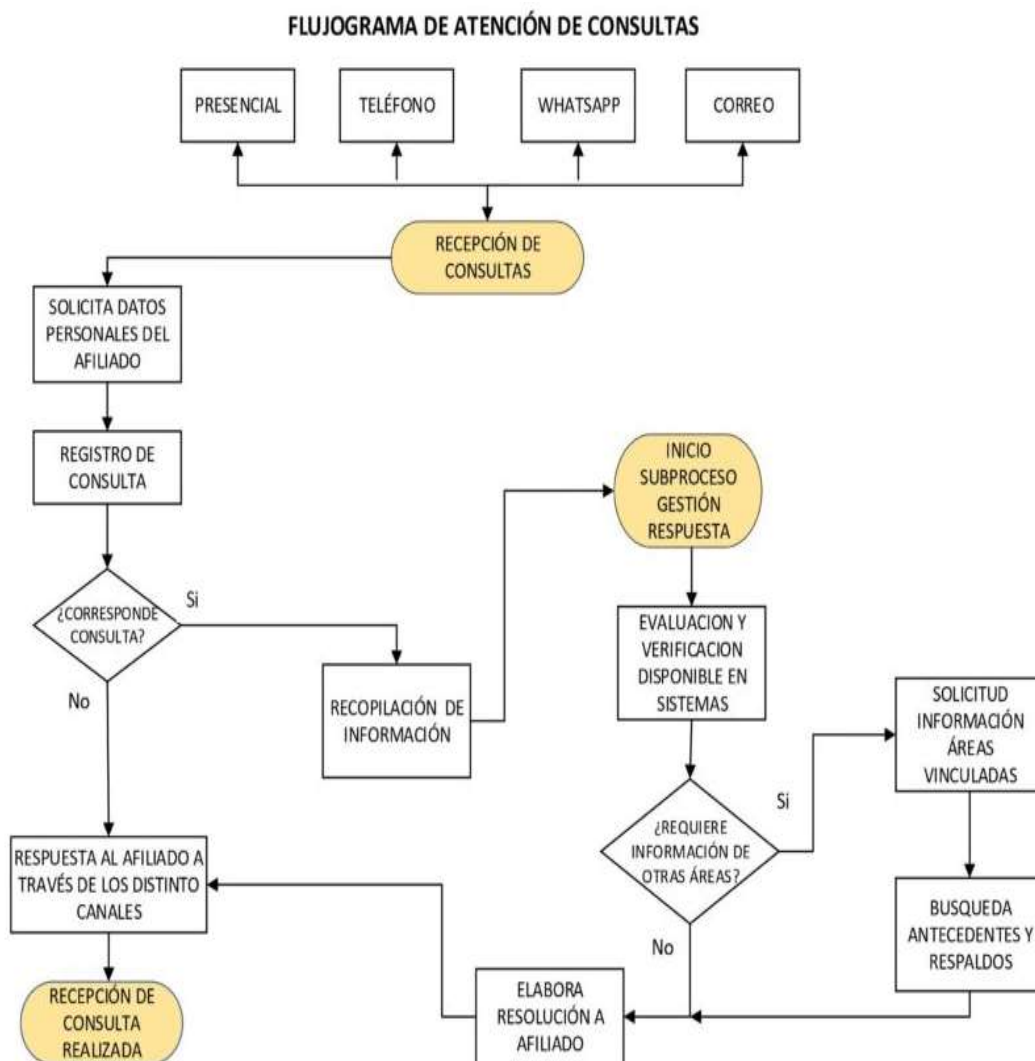 FLUJOGRAMA DE ATENCIÓN DE CONSULTAS
PRESENCIAL
TELÉFONO
WHATSAPP
CORREO
RECEPCIÓN DE
CONSULTAS
SOLICITA DATOS
PERSONALES DEL
AFILIADO
REGISTRO DE
CONSULTA
¿CORRESPONDE
CONSULTA?
Si
No
RECOPILACIÓN DE
INFORMACIÓN
INICIO
SUBPROCESO
GESTIÓN
RESPUESTA
EVALUACION Y
VERIFICACION
DISPONIBLE EN
SISTEMAS
¿REQUIERE
INFORMACIÓN DE
OTRAS ÁREAS?
Si
No
SOLICITUD
INFORMACIÓN
ÁREAS
VINCULADAS
BUSQUEDA
ANTECEDENTES Y
RESPALDOS
ELABORA
RESOLUCIÓN A
AFILIADO
RESPUESTA AL AFILIADO A
TRAVÉS DE LOS DISTINTO
CANALES
RECEPCIÓN DE
CONSULTA
REALIZADA